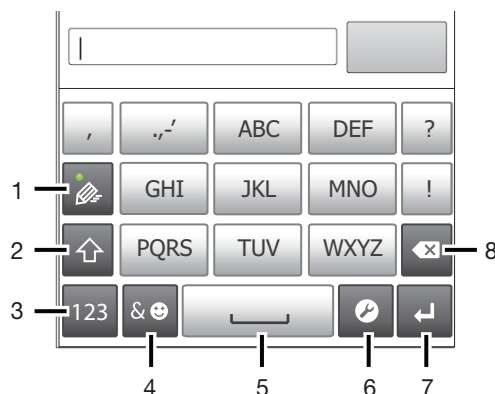 , .,-’ ABC DEF ?
1 GHI JKL MNO !
2 PQRS TUV WXYZ 8
3 123 &
4 5 6 7